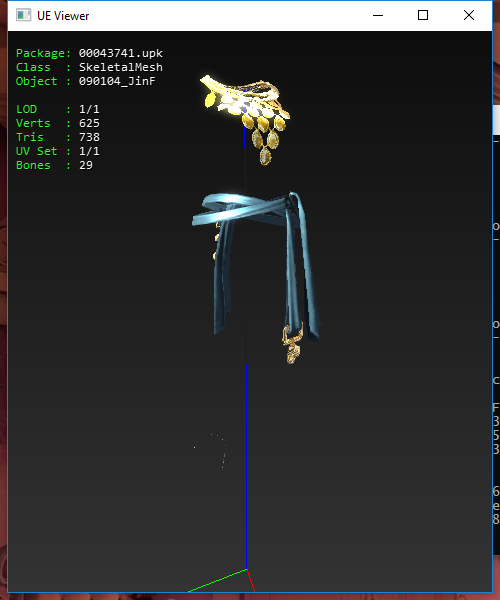 UE Viewer
Package: 00043741.upk
Class : SkeletalMesh
Object : 090104_JinF
LOD : 1/1
Verts : 625
Tris : 738
UV Set : 1/1
Bones : 29